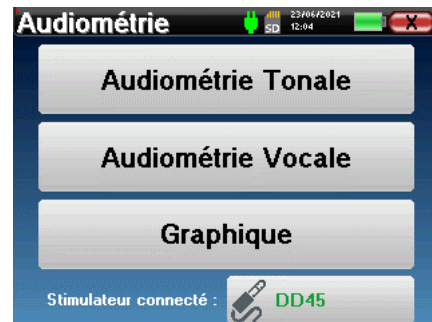 Audiométrie
SD
23/06/2021
12:04
X
Audiométrie Tonale
Audiométrie Vocale
Graphique
Stimulateur connecté :
DD45